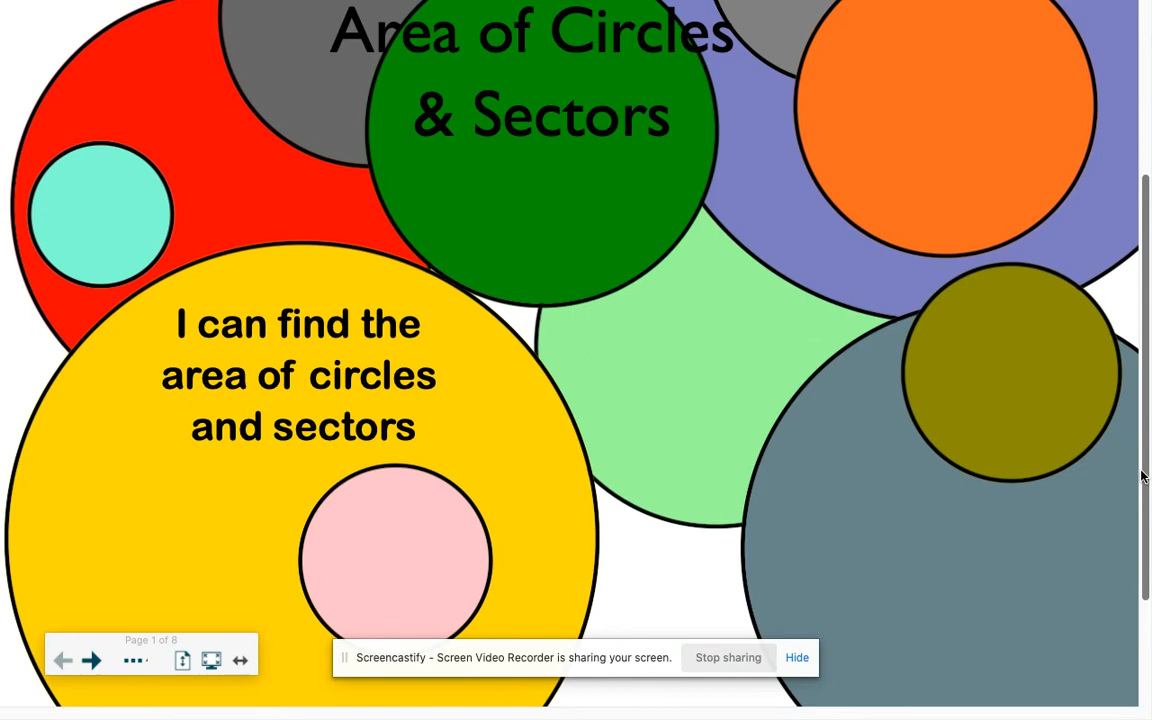 Area of Circles
& Sectors
I can find the
area of circles
and sectors
Page 1 of 8
Screencastify - Screen Video Recorder is sharing your screen.
Stop sharing
Hide